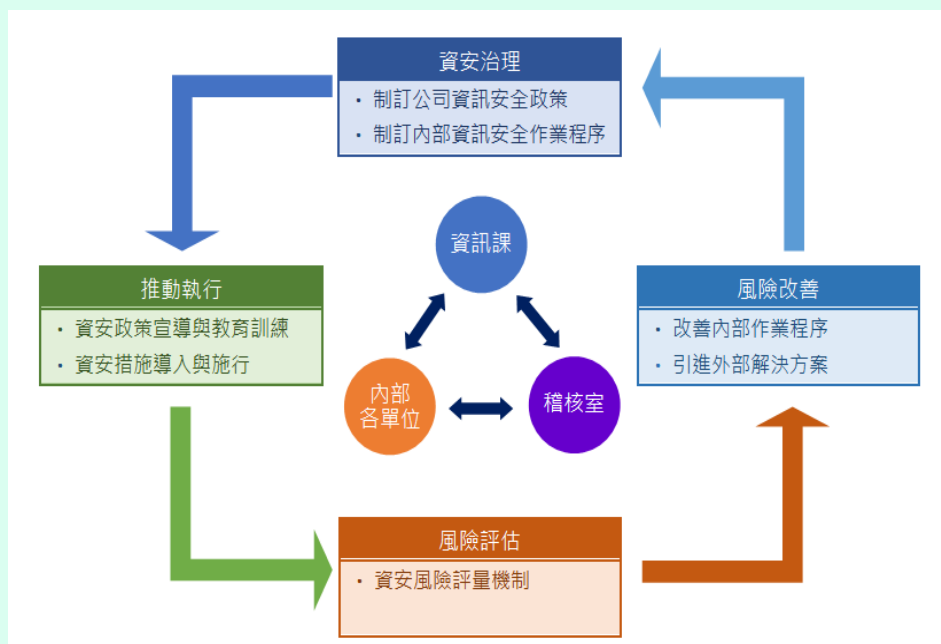 資安治理
• 制訂公司資訊安全政策
• 制訂內部資訊安全作業程序
資訊課
推動執行
• 資安政策宣導與教育訓練
• 資安措施導入與施行
風險改善
• 改善內部作業程序
• 引進外部解決方案
內部
各單位
稽核室
風險評估
• 資安風險評量機制